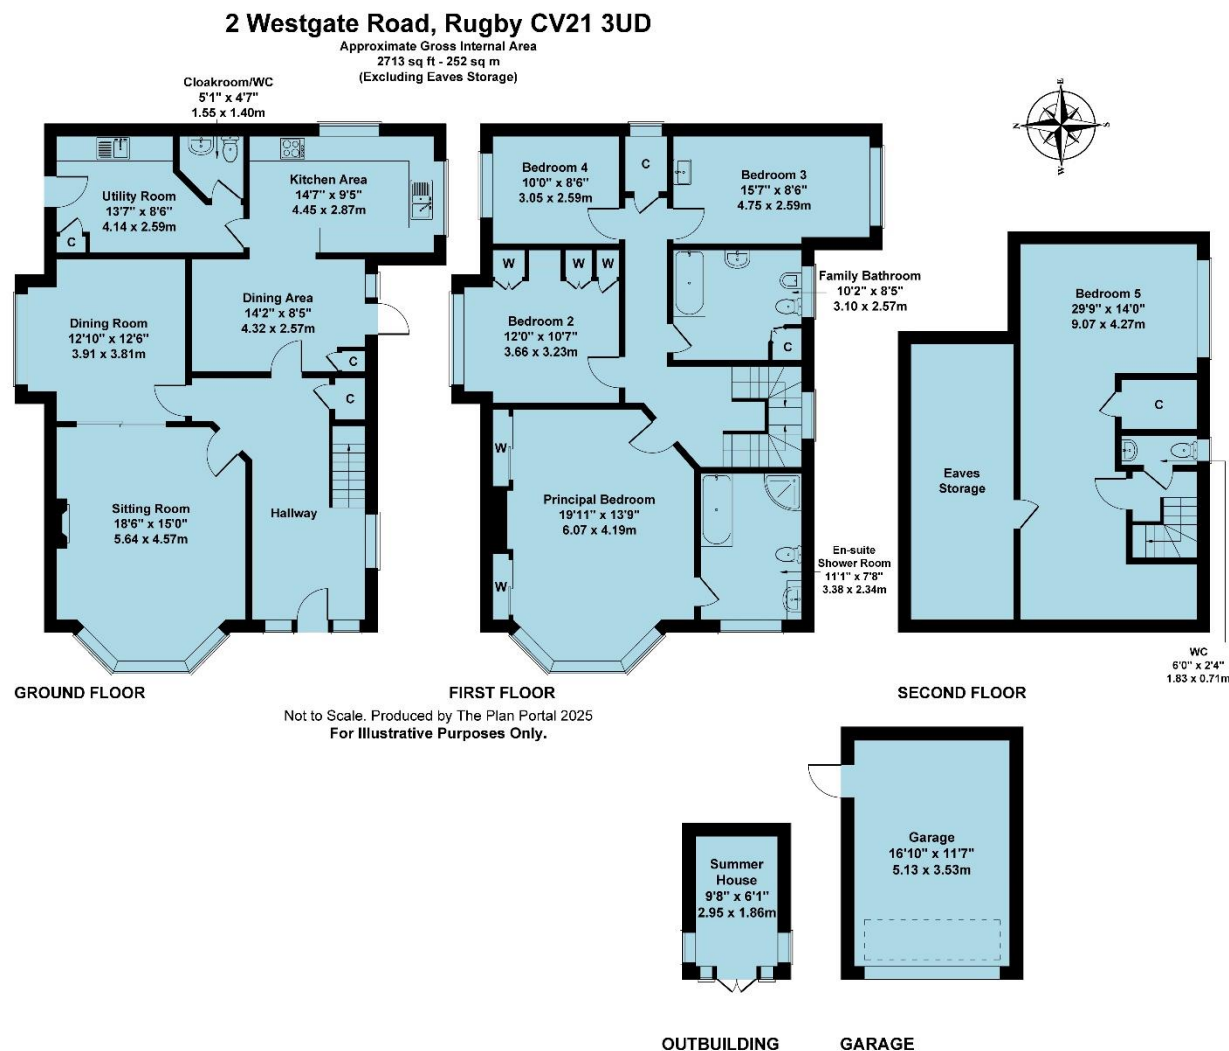 2 Westgate Road, Rugby CV21 3UD
Approximate Gross Internal Area
2713 sq ft - 252 sq m
(Excluding Eaves Storage)
Cloakroom/WC
5'1" x 4'7"
1.55 x 1.40m
Utility Room
13'7" x 8'6"
4.14 x 2.59m
C
Kitchen Area
14'7" x 9'5"
4.45 x 2.87m
Dining Room
12'10" x 12'6"
3.91 x 3.81m
Dining Area
14'2" x 8'5"
4.32 x 2.57m
C
C
Sitting Room
18'6" x 15'0"
5.64 x 4.57m
Hallway
GROUND FLOOR
Bedroom 4
10'0" x 8'6"
3.05 x 2.59m
C
Bedroom 3
15'7" x 8'6"
4.75 x 2.59m
W
W
W
Bedroom 2
12'0" x 10'7"
3.66 x 3.23m
Family Bathroom
10'2" x 8'5"
3.10 x 2.57m
C
W
Principal Bedroom
19'11" x 13'9"
6.07 x 4.19m
W
En-suite
Shower Room
11'1" x 7'8"
3.38 x 2.34m
FIRST FLOOR
N
E
S
W
Bedroom 5
29'9" x 14'0"
9.07 x 4.27m
C
Eaves
Storage
WC
6'0" x 2'4"
1.83 x 0.71m
SECOND FLOOR
Not to Scale. Produced by The Plan Portal 2025
For Illustrative Purposes Only.
Summer
House
9'8" x 6'1"
2.95 x 1.86m
OUTBUILDING
Garage
16'10" x 11'7"
5.13 x 3.53m
GARAGE